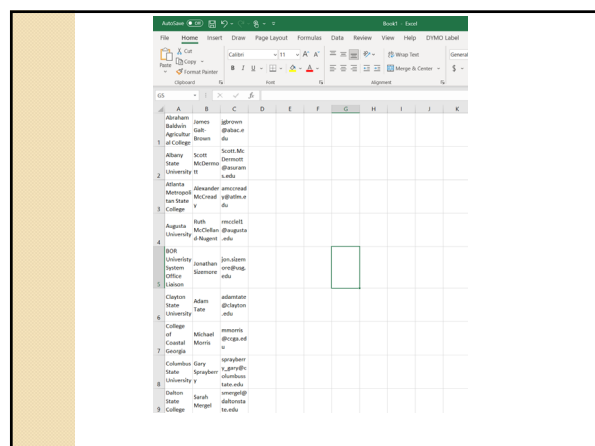 AutoSave Off Book1 - Excel
File Home Insert Draw Page Layout Formulas Data Review View Help DYMO Label
Cut
Copy
Format Painter
Paste
Clipboard
Calibri 11 A A
B I U A
Font
Wrap Text
Merge & Center
Alignment
General
$
G5 fx
A B C D E F G H I J K
Abraham
Baldwin
Agricultur
al College
James
Galt-
Brown
jgbrown
@abac.e
du
1
Albany
State
University
Scott
McDermo
tt
Scott.Mc
Dermott
@asuram
s.edu
2
Atlanta
Metropoli
tan State
College
Alexander
McCread
y
amccread
y@atlm.e
du
3
Augusta
University
Ruth
McClellan
d-Nugent
rmcclel1
@augusta
.edu
4
BOR
Univeristy
System
Office
Liaison
Jonathan
Sizemore
jon.sizem
ore@usg.
edu
5
Clayton
State
University
Adam
Tate
adamtate
@clayton
.edu
6
College
of
Coastal
Georgia
Michael
Morris
mmorris
@ccga.ed
u
7
Columbus
State
University
Gary
Sprayberr
y
sprayberr
y_gary@c
olumbuss
tate.edu
8
Dalton
State
College
Sarah
Mergel
smergel@
daltonsta
te.edu
9